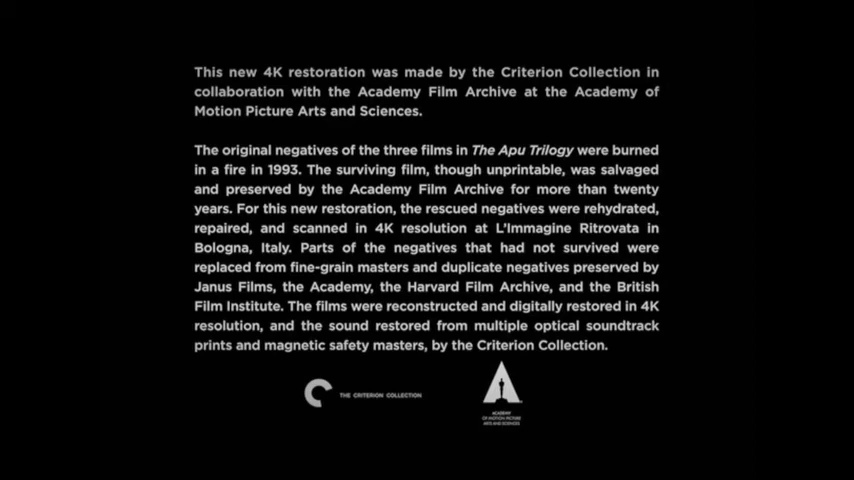 This new 4K restoration was made by the Criterion Collection in
collaboration with the Academy Film Archive at the Academy of
Motion Picture Arts and Sciences.
The original negatives of the three films in The Apu Trilogy were burned
in a fire in 1993. The surviving film, though unprintable, was salvaged
and preserved by the Academy Film Archive for more than twenty
years. For this new restoration, the rescued negatives were rehydrated,
repaired, and scanned in 4K resolution at L'Immagine Ritrovata in
Bologna, Italy. Parts of the negatives that had not survived were
replaced from fine-grain masters and duplicate negatives preserved by
Janus Films, the Academy, the Harvard Film Archive, and the British
Film Institute. The films were reconstructed and digitally restored in 4K
resolution, and the sound restored from multiple optical soundtrack
prints and magnetic safety masters, by the Criterion Collection.
THE CRITERION COLLECTION
ACADEMY
OF MOTION PICTURE
ARTS AND SCIENCES